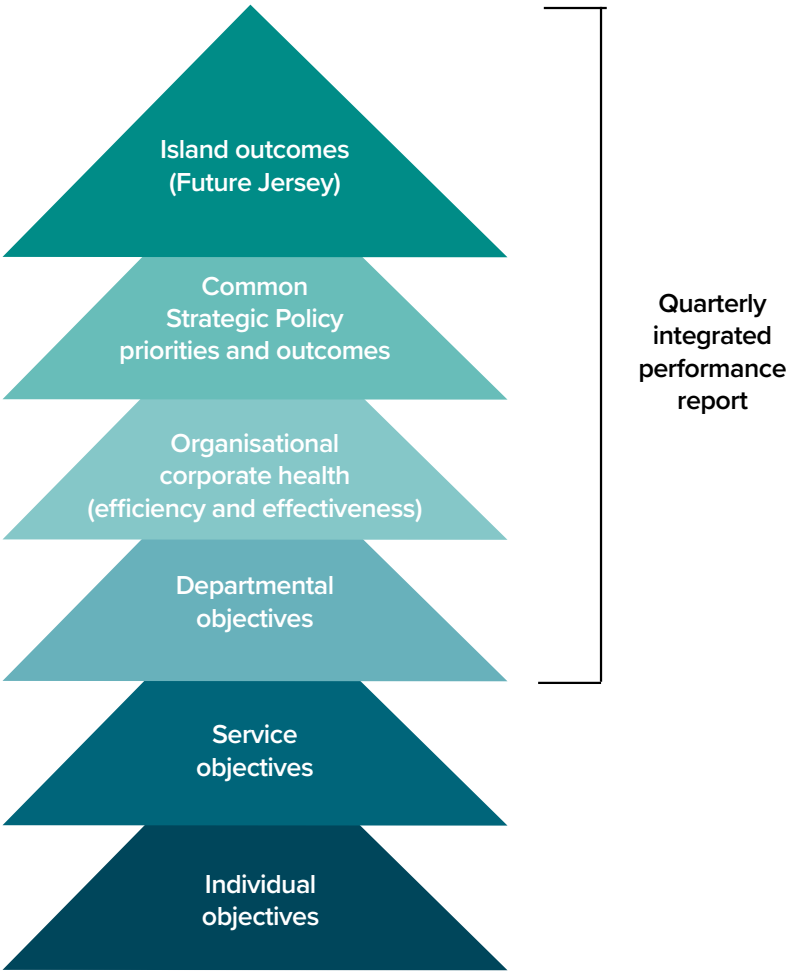 Island outcomes
(Future Jersey)
Common
Strategic Policy
priorities and outcomes
Organisational
corporate health
(efficiency and effectiveness)
Departmental
objectives
Service
objectives
Individual
objectives
Quarterly
integrated
performance
report